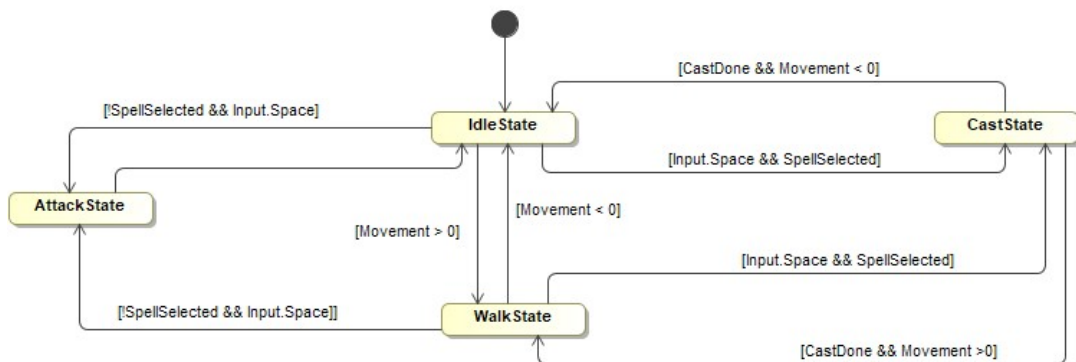 [CastDone && Movement < 0]
[!SpellSelected && Input.Space]
IdleState
CastState
[Input.Space && SpellSelected]
AttackState
[Movement < 0]
[Movement > 0]
[Input.Space && SpellSelected]
[!SpellSelected && Input.Space]]
WalkState
[CastDone && Movement >0]